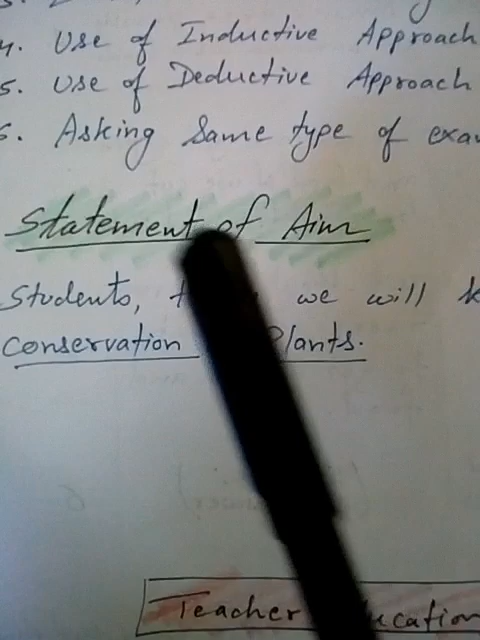 4. Use of Inductive Approach
5. Use of Deductive Approach
6. Asking Same type of
Statement of Aim
Students, we will
conservation Plants.
Teacher